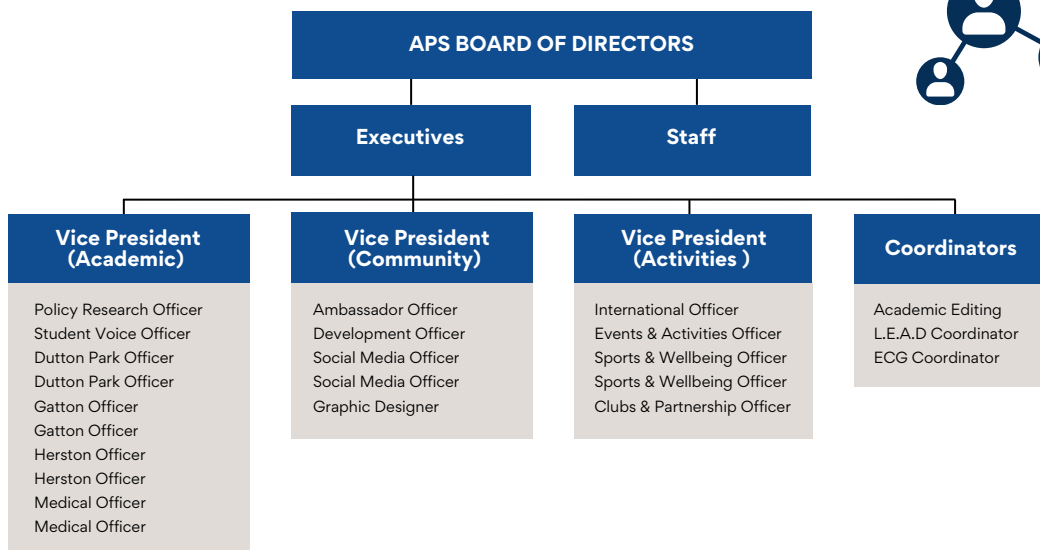 APS BOARD OF DIRECTORS
Executives
Staff
Vice President
(Academic)
Policy Research Officer
Student Voice Officer
Dutton Park Officer
Dutton Park Officer
Gatton Officer
Gatton Officer
Herston Officer
Herston Officer
Medical Officer
Medical Officer
Vice President
(Community)
Ambassador Officer
Development Officer
Social Media Officer
Social Media Officer
Graphic Designer
Vice President
(Activities )
International Officer
Events & Activities Officer
Sports & Wellbeing Officer
Sports & Wellbeing Officer
Clubs & Partnership Officer
Coordinators
Academic Editing
L.E.A.D Coordinator
ECG Coordinator